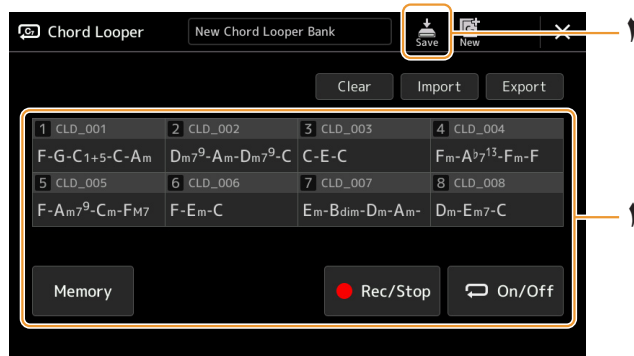 Chord Looper
New Chord Looper Bank
Save
New
Clear
Import
Export
1 CLD_001
2 CLD_002
3 CLD_003
4 CLD_004
F-G-C1+5-C-Am
Dm7⁹-Am-Dm7⁹-C
C-E-C
Fm-A♭7¹³-Fm-F
5 CLD_005
6 CLD_006
7 CLD_007
8 CLD_008
F-Am7⁹-Cm-FM7
F-Em-C
Em-Bdim-Dm-Am-
Dm-Em7-C
Memory
Rec/Stop
On/Off